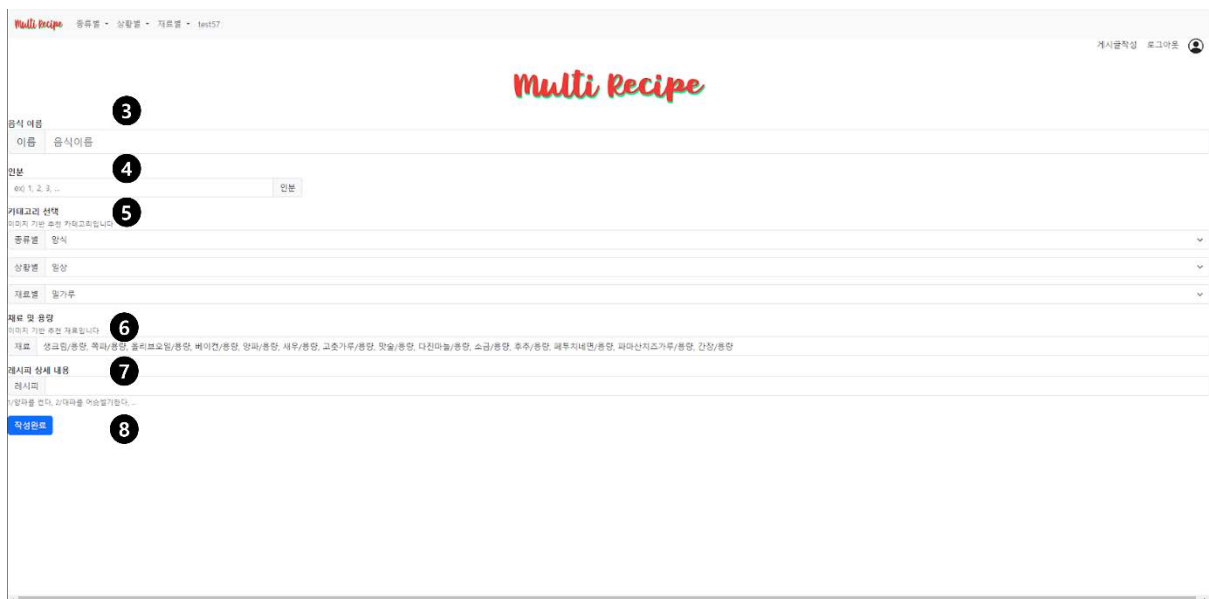 Multi Recipe 종류별 상황별 재료별 test57
게시글작성 로그아웃
Multi Recipe
3
음식 이름
이름 음식이름
4
인분
ex) 1, 2, 3, ... 인분
5
카테고리 선택
이미지 기반 추천 카테고리입니다
종류별 양식
상황별 일상
재료별 밀가루
6
재료 및 용량
이미지 기반 추천 재료입니다
재료 생크림/용량, 쪽파/용량, 올리브오일/용량, 베이컨/용량, 양파/용량, 새우/용량, 고춧가루/용량, 맛술/용량, 다진마늘/용량, 소금/용량, 후추/용량, 페투치네면/용량, 파마산치즈가루/용량, 간장/용량
7
레시피 상세 내용
레시피
1/양파를 썬다, 2/대파를 어슷썰기한다, ...
작성완료
8